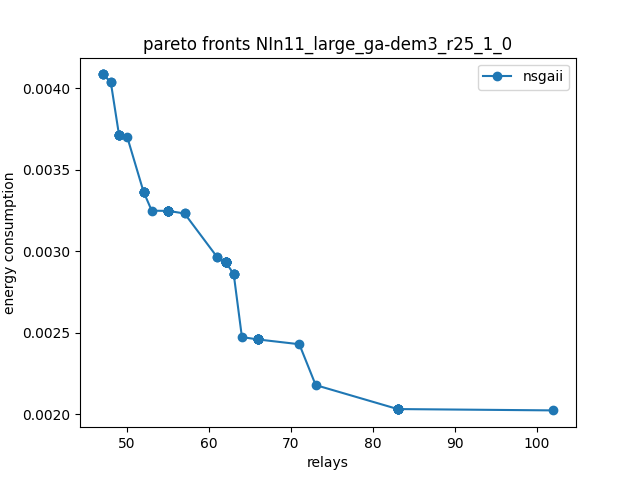 pareto fronts NIn11_large_ga-dem3_r25_1_0
nsgaii
energy consumption
0.0040
0.0035
0.0030
0.0025
0.0020
50 60 70 80 90 100
relays